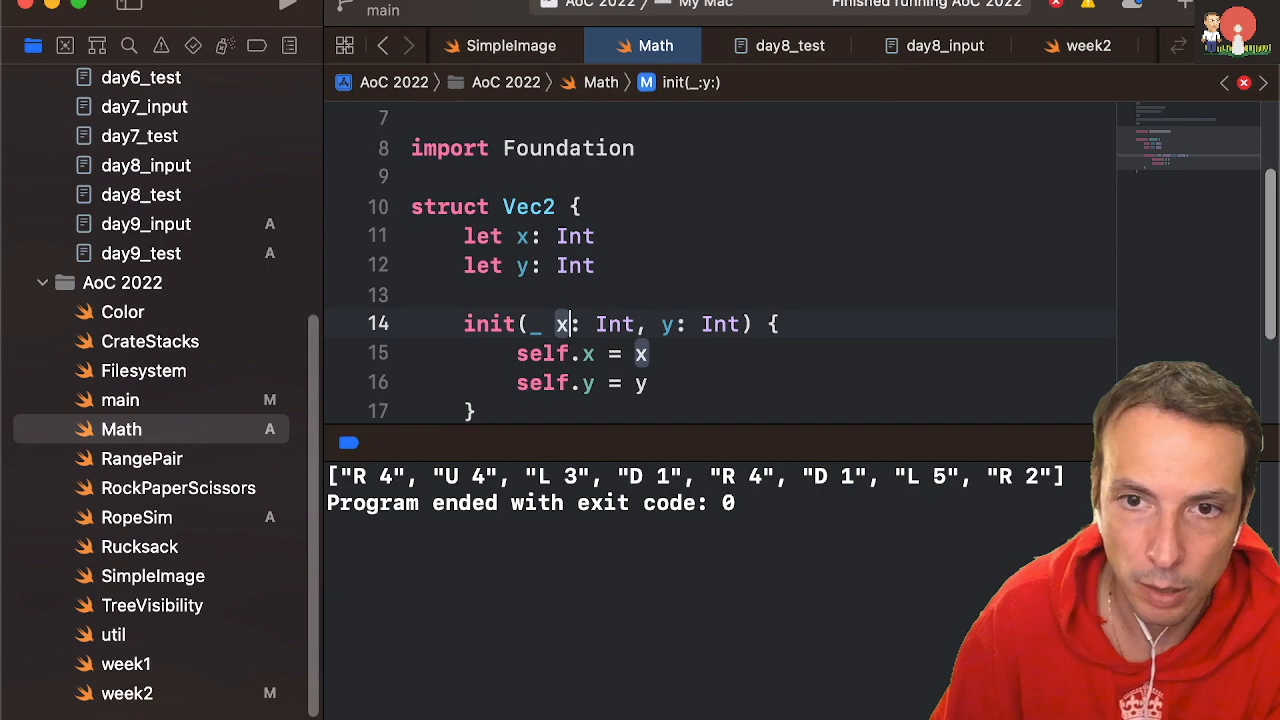 main
AoC 2022
My Mac
Finished running AoC 2022
SimpleImage
Math
day8_test
day8_input
week2
AoC 2022
AoC 2022
Math
init(_:y:)
day6_test
day7_input
day7_test
day8_input
day8_test
day9_input A
day9_test A
AoC 2022
Color
CrateStacks
Filesystem
main M
Math A
RangePair
RockPaperScissors
RopeSim A
Rucksack
SimpleImage
TreeVisibility
util
week1
week2 M
7
8 import Foundation
9
10 struct Vec2 {
11 let x: Int
12 let y: Int
13
14 init(_ x: Int, y: Int) {
15 self.x = x
16 self.y = y
17 }
["R 4", "U 4", "L 3", "D 1", "R 4", "D 1", "L 5", "R 2"]
Program ended with exit code: 0